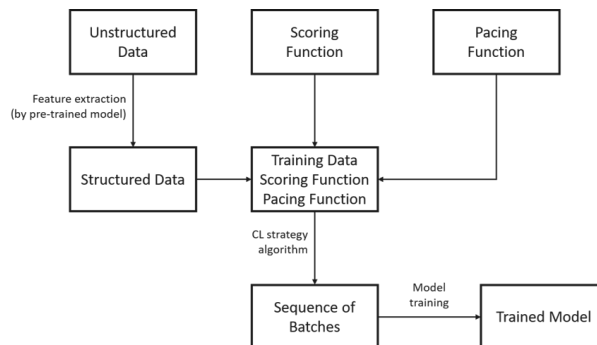 Unstructured
Data
Scoring
Function
Pacing
Function
Feature extraction
(by pre-trained model)
Structured Data
Training Data
Scoring Function
Pacing Function
CL strategy
algorithm
Sequence of
Batches
Model
training
Trained Model